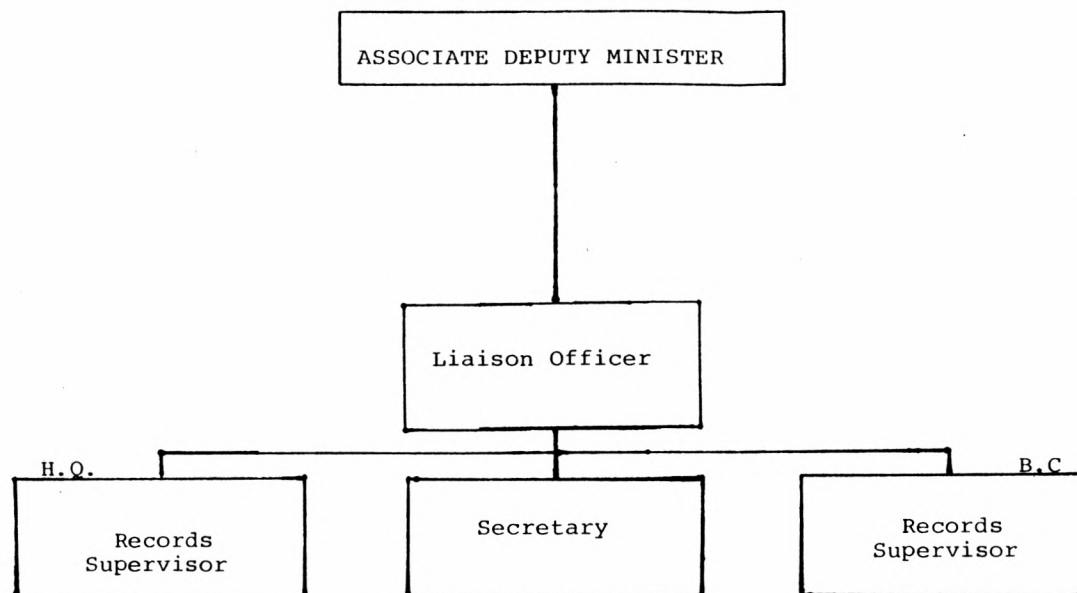 ASSOCIATE DEPUTY MINISTER
Liaison Officer
H.Q.
Records
Supervisor
Secretary
B.C
Records
Supervisor